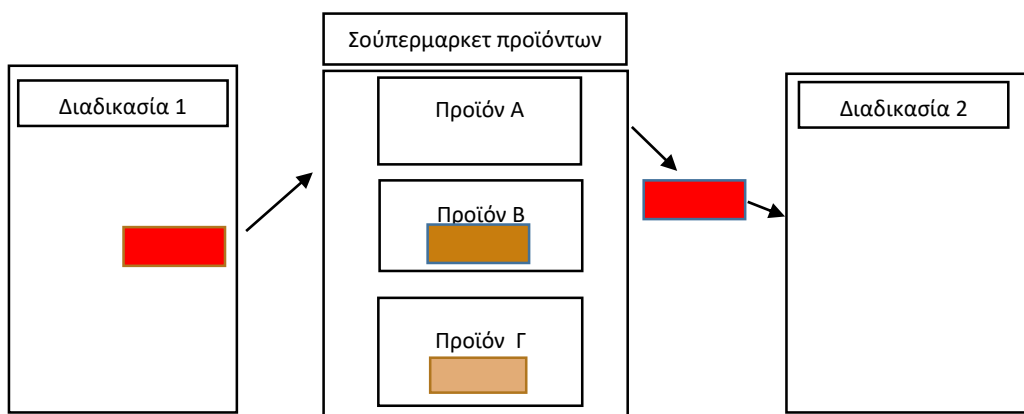 Σούπερμαρκετ προϊόντων
Διαδικασία 1
Προϊόν Α
Διαδικασία 2
Προϊόν Β
Προϊόν Γ